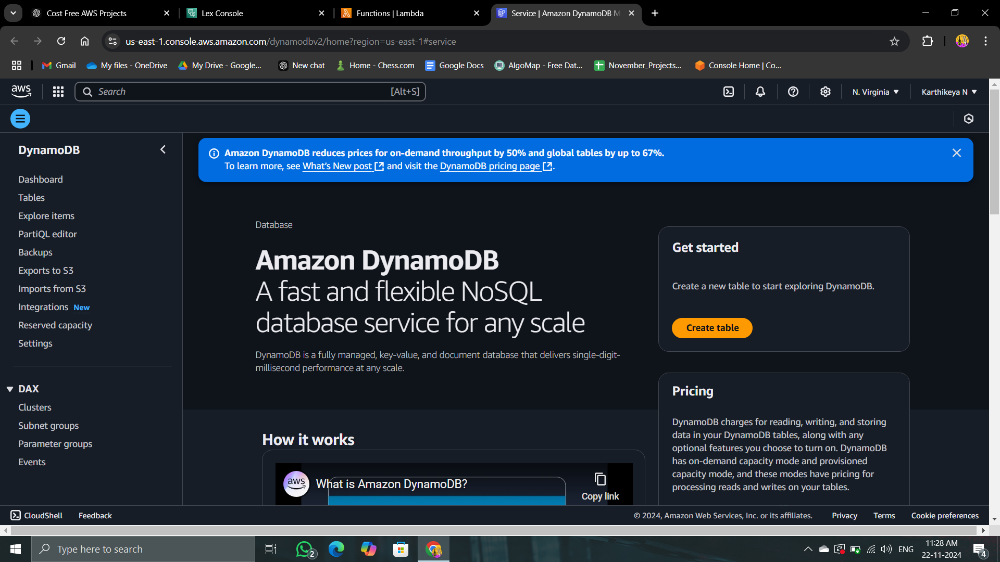 Cost Free AWS Projects
Lex Console
Functions | Lambda
Service | Amazon DynamoDB M
us-east-1.console.aws.amazon.com/dynamodbv2/home?region=us-east-1#service
Gmail
My files - OneDrive
My Drive - Google...
New chat
Home - Chess.com
Google Docs
AlgoMap - Free Dat...
November_Projects...
Console Home | Co...
aws
Search
[Alt+S]
N. Virginia
Karthikeya N
DynamoDB
Dashboard
Tables
Explore items
PartiQL editor
Backups
Exports to S3
Imports from S3
Integrations New
Reserved capacity
Settings
DAX
Clusters
Subnet groups
Parameter groups
Events
Amazon DynamoDB reduces prices for on-demand throughput by 50% and global tables by up to 67%.
To learn more, see What's New post and visit the DynamoDB pricing page.
Database
Amazon DynamoDB
A fast and flexible NoSQL
database service for any scale
DynamoDB is a fully managed, key-value, and document database that delivers single-digit-
millisecond performance at any scale.
Get started
Create a new table to start exploring DynamoDB.
Create table
Pricing
DynamoDB charges for reading, writing, and storing
data in your DynamoDB tables, along with any
optional features you choose to turn on. DynamoDB
has on-demand capacity mode and provisioned
capacity mode, and these modes have pricing for
processing reads and writes on your tables.
How it works
aws
What is Amazon DynamoDB?
Copy link
CloudShell
Feedback
© 2024, Amazon Web Services, Inc. or its affiliates.
Privacy
Terms
Cookie preferences
Type here to search
2
ENG
11:28 AM
22-11-2024
4